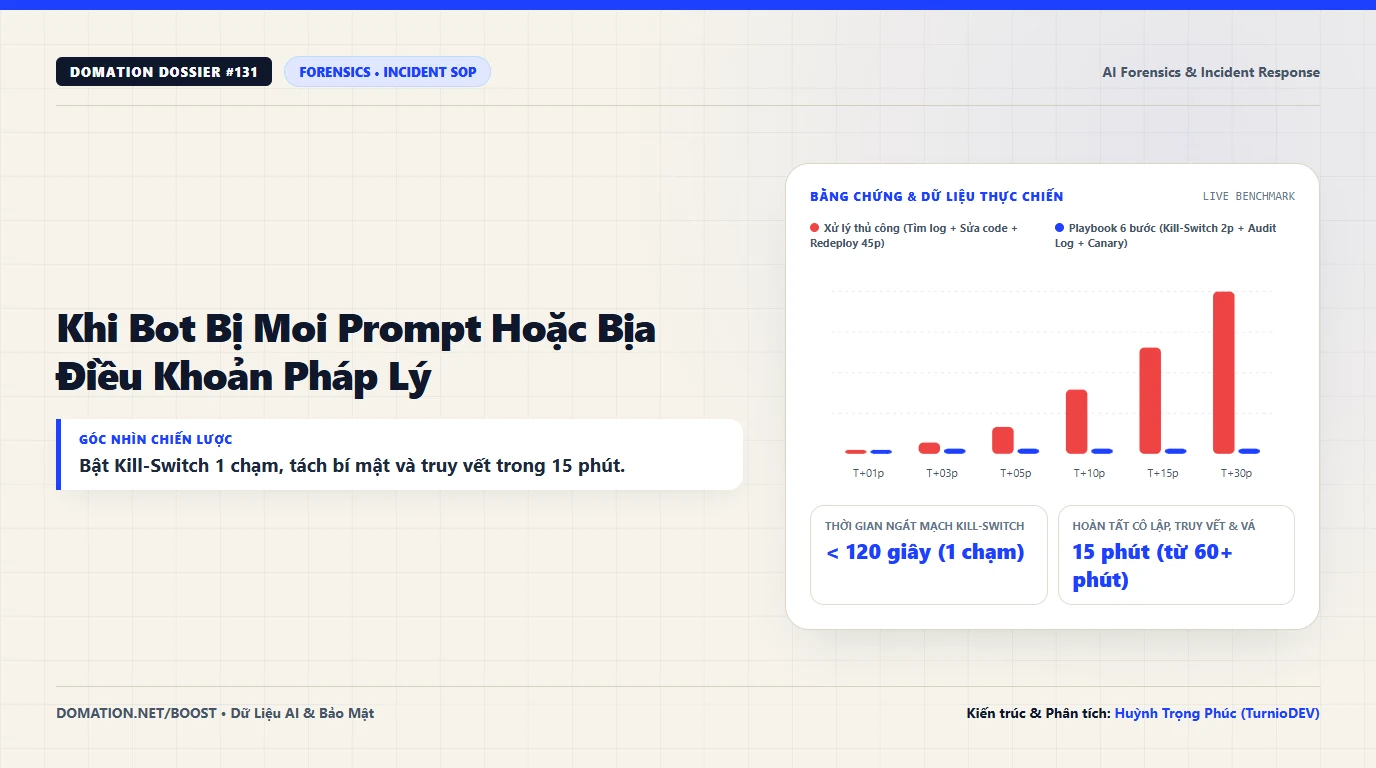 DOMATION DOSSIER #131
FORENSICS • INCIDENT SOP
AI Forensics & Incident Response
Khi Bot Bị Moi Prompt Hoặc Bịa
Điều Khoản Pháp Lý
GÓC NHÌN CHIẾN LƯỢC
Bật Kill-Switch 1 chạm, tách bí mật và truy vết trong 15 phút.
BẰNG CHỨNG & DỮ LIỆU THỰC CHIẾN
LIVE BENCHMARK
Xử lý thủ công (Tìm log + Sửa code +
Redeploy 45p)
Playbook 6 bước (Kill-Switch 2p + Audit
Log + Canary)
T+01p
T+03p
T+05p
T+10p
T+15p
T+30p
THỜI GIAN NGẮT MẠCH KILL-SWITCH
< 120 giây (1 chạm)
HOÀN TẤT CÔ LẬP, TRUY VẾT & VÁ
15 phút (từ 60+
phút)
DOMATION.NET/BOOST • Dữ Liệu AI & Bảo Mật
Kiến trúc & Phân tích: Huỳnh Trọng Phúc (TurnioDEV)